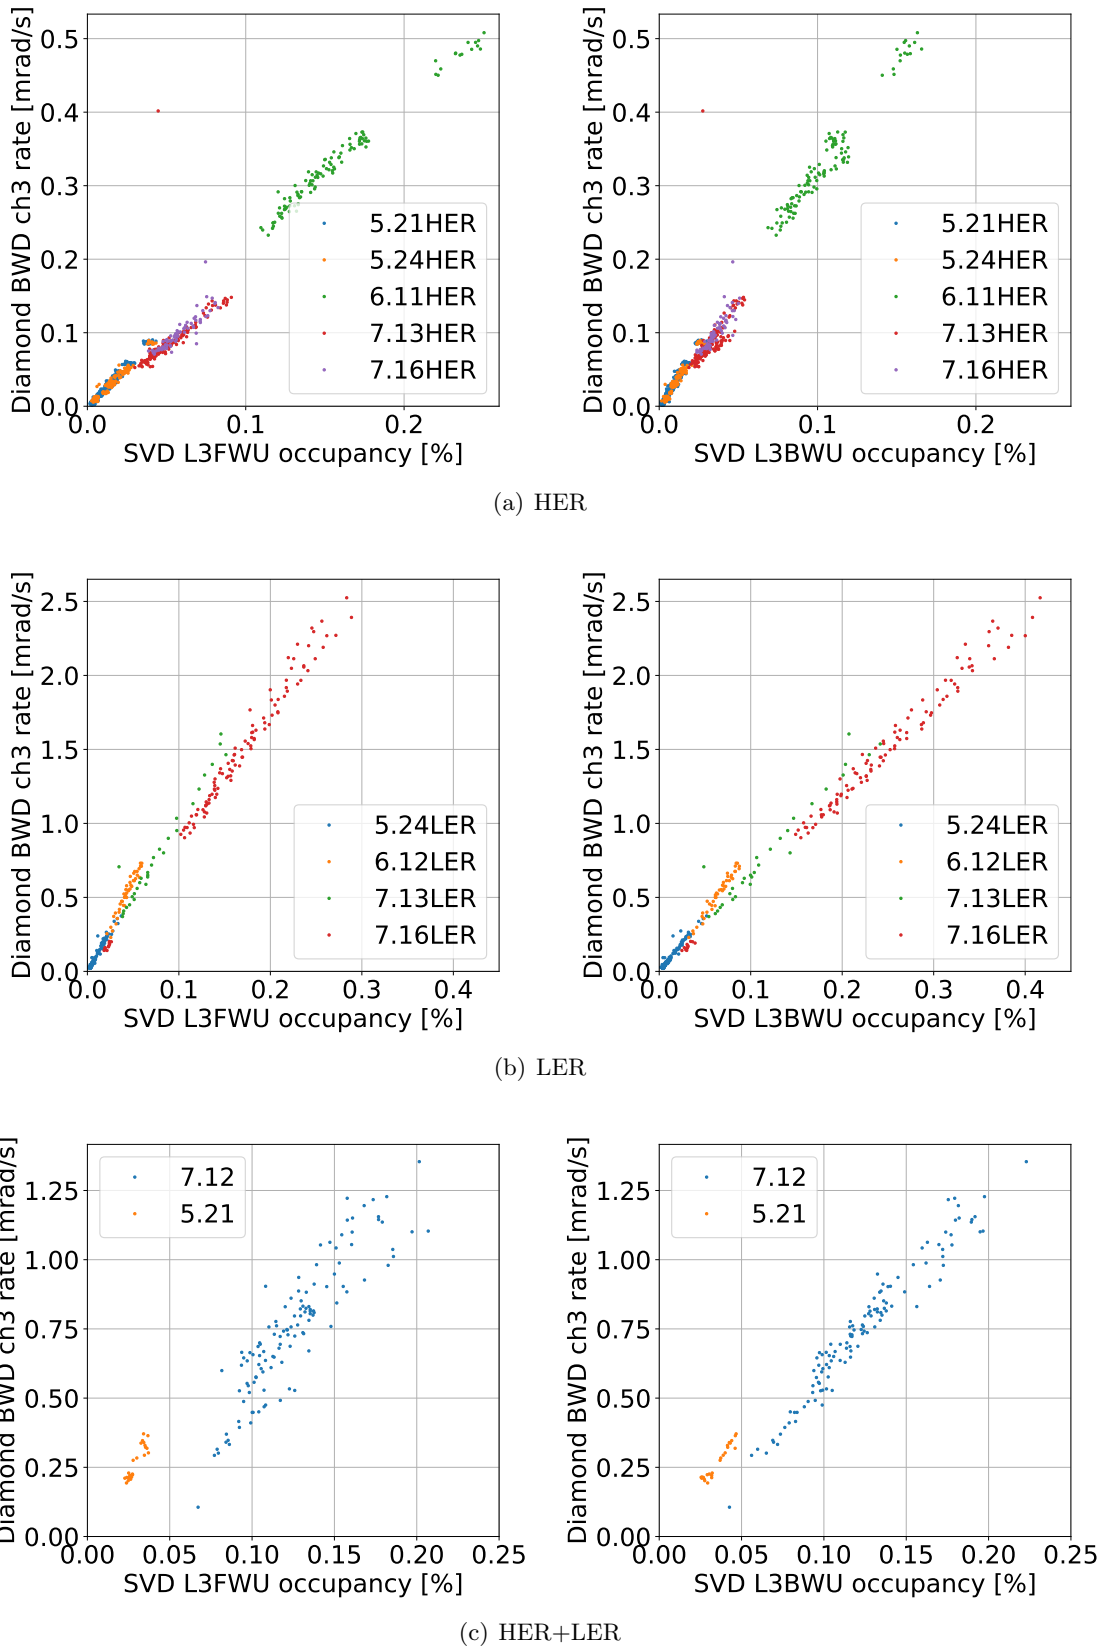 Diamond BWD ch3 rate [mrad/s]
0.5
0.4
0.3
0.2
0.1
0.0
5.21HER
5.24HER
6.11HER
7.13HER
7.16HER
0.0 0.1 0.2
SVD L3FWU occupancy [%]
Diamond BWD ch3 rate [mrad/s]
0.5
0.4
0.3
0.2
0.1
0.0
5.21HER
5.24HER
6.11HER
7.13HER
7.16HER
0.0 0.1 0.2
SVD L3BWU occupancy [%]
(a) HER
Diamond BWD ch3 rate [mrad/s]
2.5
2.0
1.5
1.0
0.5
0.0
5.24LER
6.12LER
7.13LER
7.16LER
0.0 0.1 0.2 0.3 0.4
SVD L3FWU occupancy [%]
Diamond BWD ch3 rate [mrad/s]
2.5
2.0
1.5
1.0
0.5
0.0
5.24LER
6.12LER
7.13LER
7.16LER
0.0 0.1 0.2 0.3 0.4
SVD L3BWU occupancy [%]
(b) LER
Diamond BWD ch3 rate [mrad/s]
1.25
1.00
0.75
0.50
0.25
0.00
7.12
5.21
0.00 0.05 0.10 0.15 0.20 0.25
SVD L3FWU occupancy [%]
Diamond BWD ch3 rate [mrad/s]
1.25
1.00
0.75
0.50
0.25
0.00
7.12
5.21
0.00 0.05 0.10 0.15 0.20 0.25
SVD L3BWU occupancy [%]
(c) HER+LER